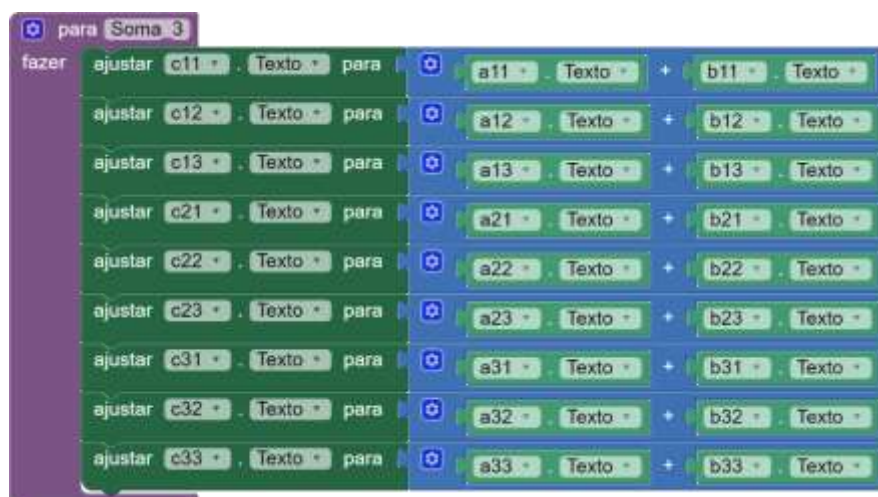 para Soma 3
fazer ajustar c11 . Texto para a11 . Texto + b11 . Texto
ajustar c12 . Texto para a12 . Texto + b12 . Texto
ajustar c13 . Texto para a13 . Texto + b13 . Texto
ajustar c21 . Texto para a21 . Texto + b21 . Texto
ajustar c22 . Texto para a22 . Texto + b22 . Texto
ajustar c23 . Texto para a23 . Texto + b23 . Texto
ajustar c31 . Texto para a31 . Texto + b31 . Texto
ajustar c32 . Texto para a32 . Texto + b32 . Texto
ajustar c33 . Texto para a33 . Texto + b33 . Texto